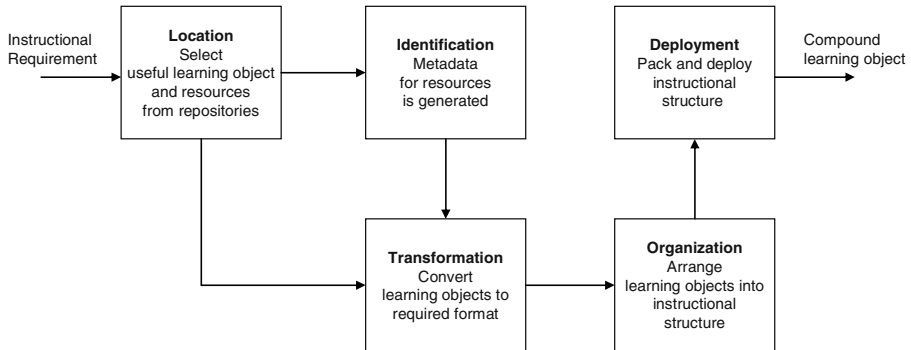 Instructional
Requirement
Location
Select
useful learning object
and resources
from repositories
Identification
Metadata
for resources
is generated
Deployment
Pack and deploy
instructional
structure
Compound
learning object
Transformation
Convert
learning objects to
required format
Organization
Arrange
learning objects into
instructional
structure